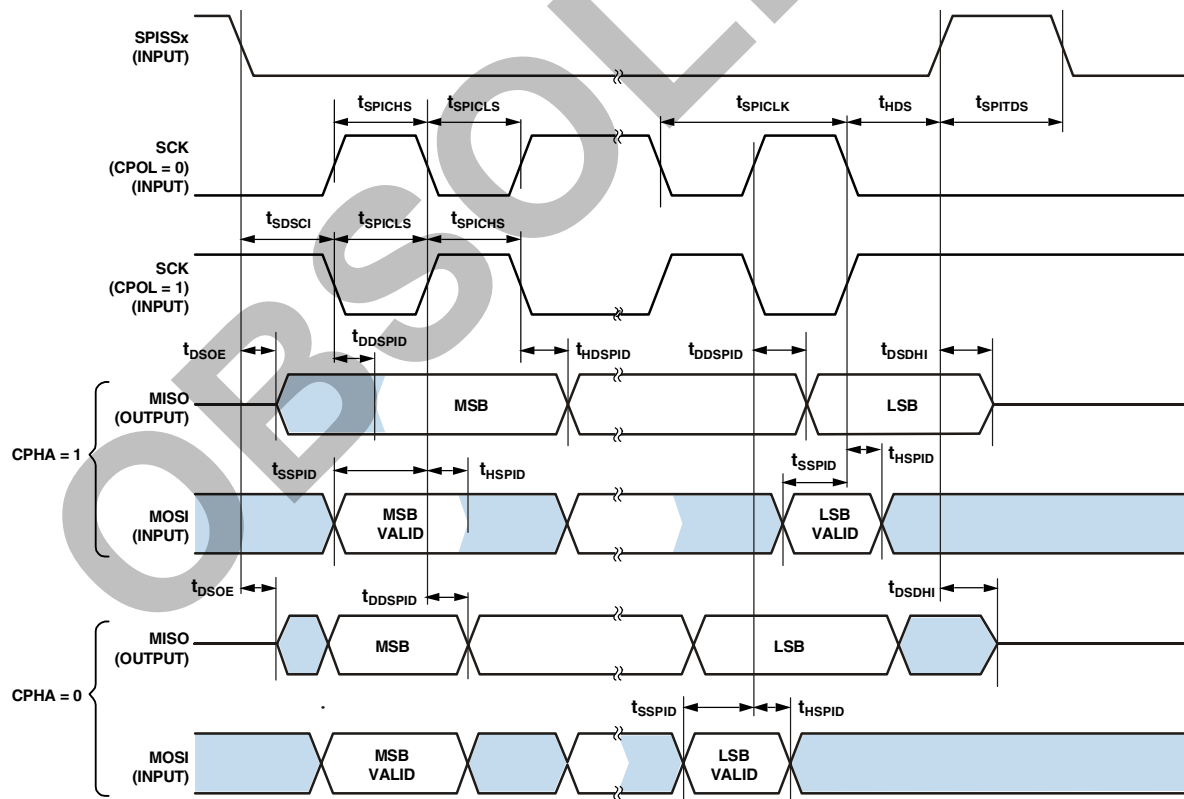 OBSOLE
SPISSx
(INPUT)
tSPICHS tSPICLS tSPICLK tHDS tSPITDS
SCK
(CPOL = 0)
(INPUT)
tSDSCI tSPICLS tSPICHS
SCK
(CPOL = 1)
(INPUT)
tDSOE tDDSPID tHDSPID tDDSPID tDSDHI
MISO
(OUTPUT)
MSB LSB
CPHA = 1
tSSPID tHSPID tSSPID tHSPID
MOSI
(INPUT)
MSB
VALID
LSB
VALID
tDSOE tDDSPID tDSDHI
MISO
(OUTPUT)
MSB LSB
CPHA = 0
tSSPID tHSPID
MOSI
(INPUT)
MSB
VALID
LSB
VALID